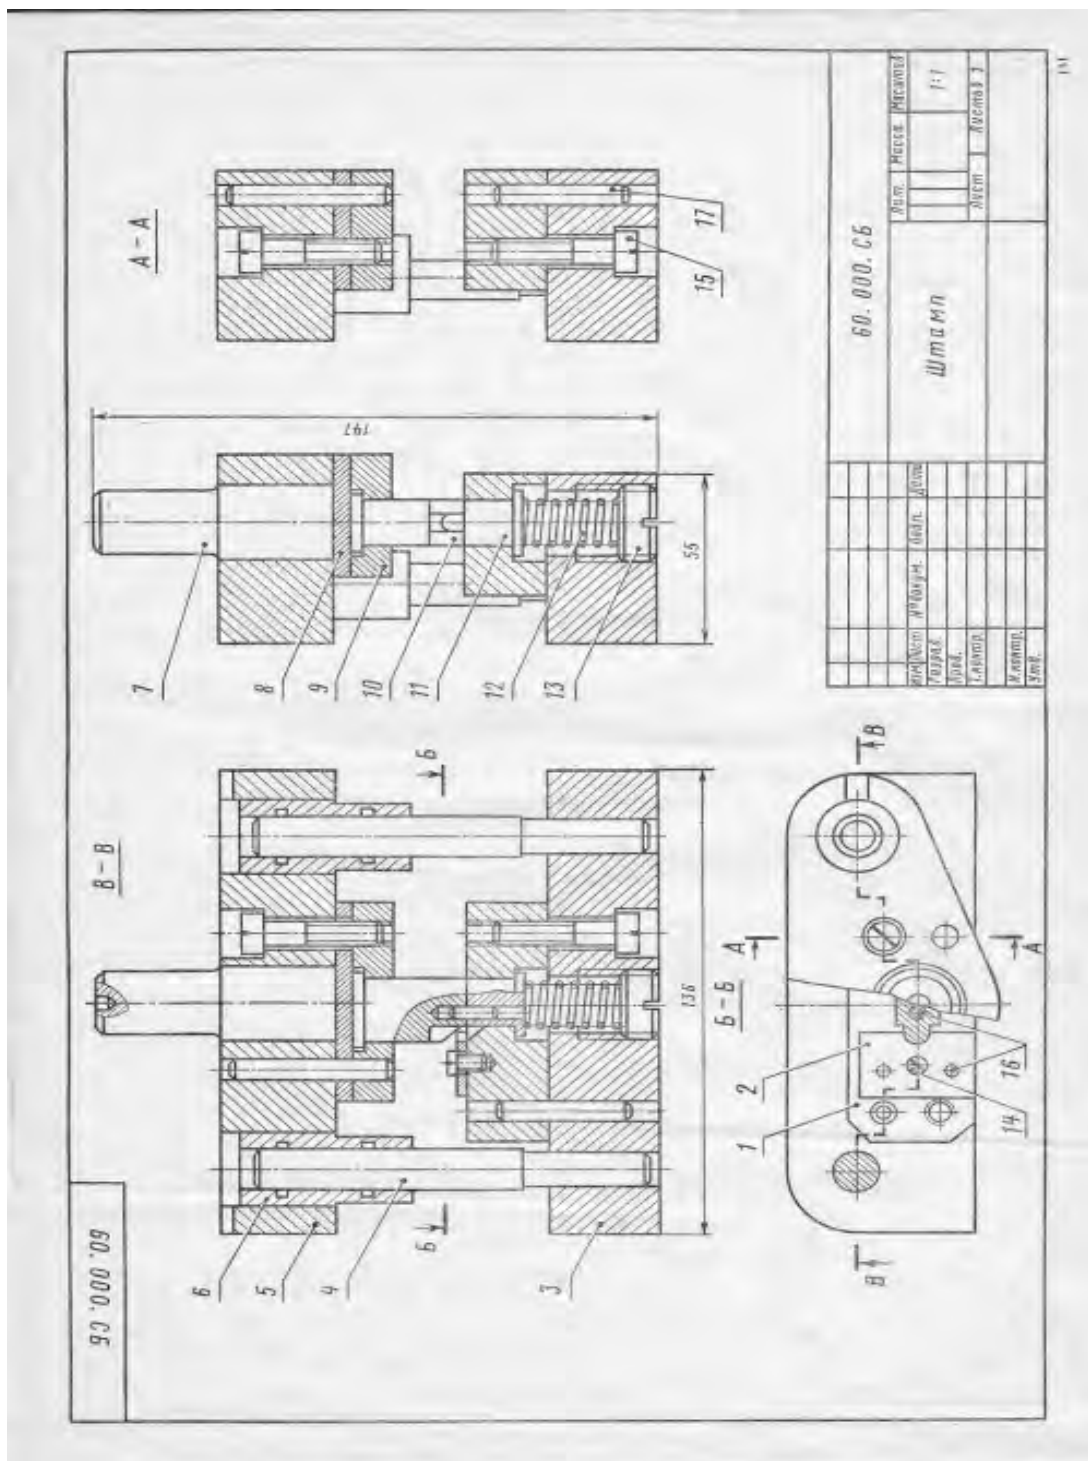 60. 000. СБ
В - В
А - А
6
5
4
3
7
8
9
10
11
12
13
15
17
Б
Б
147
55
136
Б - Б
А
А
В
В
1
2
14
16
60. 000. СБ
Штамп
Лит.
Масса
Масштаб
1:1
Лист
Листов 1
Изм.
Лист
№ докум.
Подп.
Дата
Разраб.
Пров.
Т.контр.
Н.контр.
Утв.